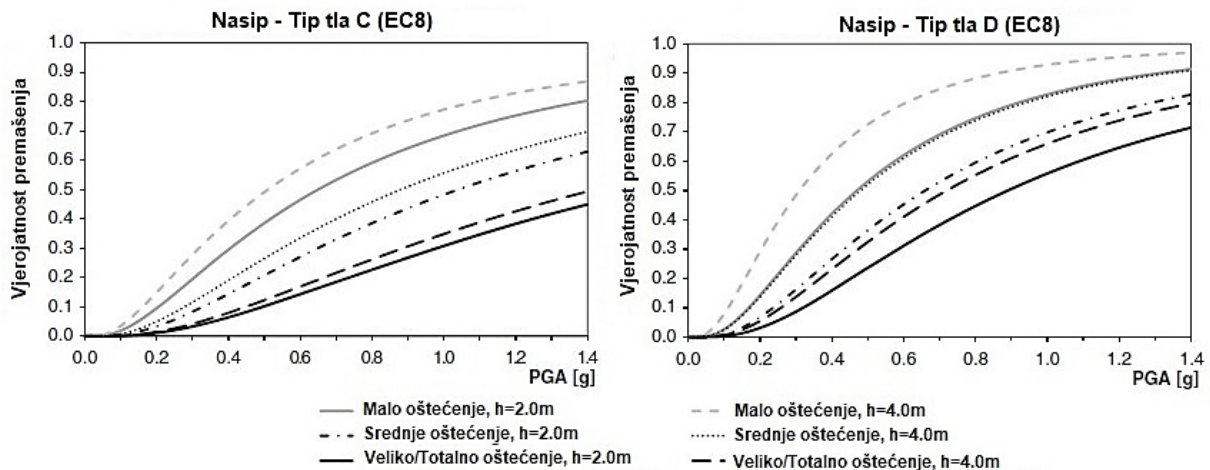 Nasip - Tip tla C (EC8)
Vjerojatnost premašenja
1.0
0.9
0.8
0.7
0.6
0.5
0.4
0.3
0.2
0.1
0.0
0.0 0.2 0.4 0.6 0.8 1.0 1.2 1.4
PGA [g]
Nasip - Tip tla D (EC8)
Vjerojatnost premašenja
1.0
0.9
0.8
0.7
0.6
0.5
0.4
0.3
0.2
0.1
0.0
0.0 0.2 0.4 0.6 0.8 1.0 1.2 1.4
PGA [g]
Malo oštećenje, h=2.0m
Srednje oštećenje, h=2.0m
Veliko/Totalno oštećenje, h=2.0m
Malo oštećenje, h=4.0m
Srednje oštećenje, h=4.0m
Veliko/Totalno oštećenje, h=4.0m